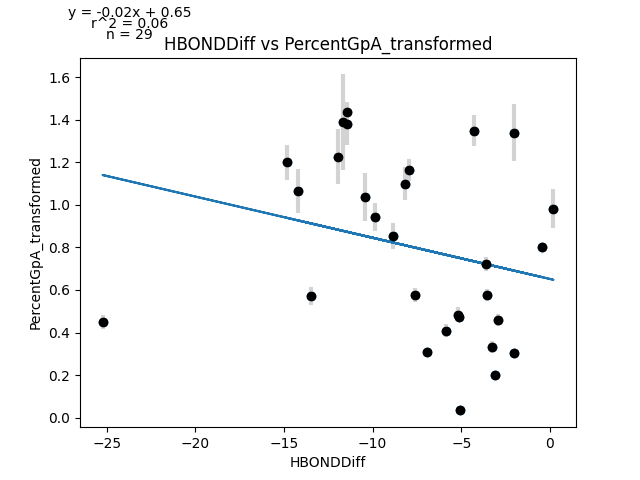 y = -0.02x + 0.65
r^2 = 0.06
n = 29
HBONDDiff vs PercentGpA_transformed
PercentGpA_transformed
1.6
1.4
1.2
1.0
0.8
0.6
0.4
0.2
0.0
−25 −20 −15 −10 −5 0
HBONDDiff